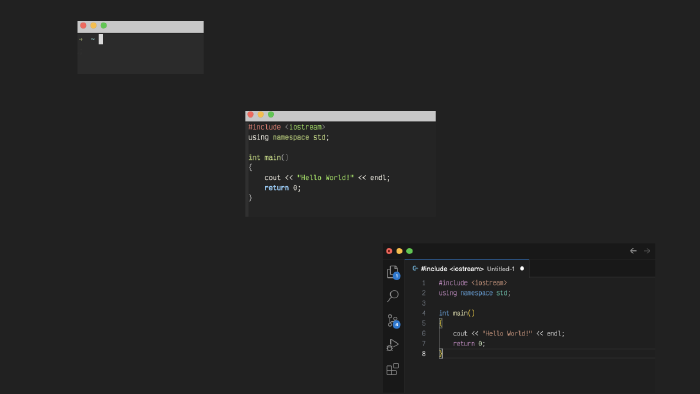 #include <iostream>
using namespace std;
int main()
{
cout << "Hello World!" << endl;
return 0;
}
#include <iostream> Untitled-1
1 #include <iostream>
2 using namespace std;
3
4 int main()
5 {
6 cout << "Hello World!" << endl;
7 return 0;
8 }